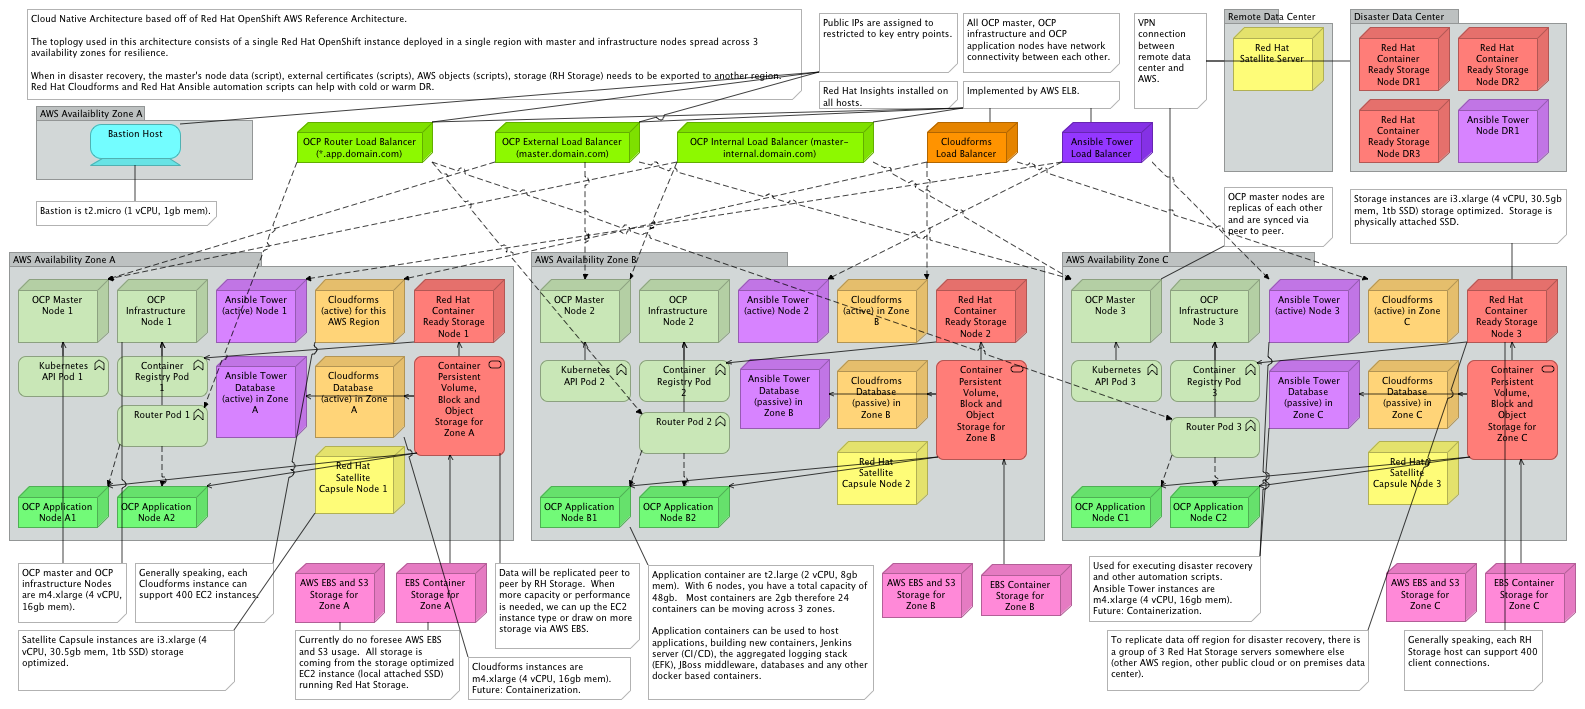 Cloud Native Architecture based off of Red Hat OpenShift AWS Reference Architecture.
The toplogy used in this architecture consists of a single Red Hat OpenShift instance deployed in a single region with master and infrastructure nodes spread across 3
availability zones for resilience.
When in disaster recovery, the master's node data (script), external certificates (scripts), AWS objects (scripts), storage (RH Storage) needs to be exported to another region.
Red Hat Cloudforms and Red Hat Ansible automation scripts can help with cold or warm DR.
Public IPs are assigned to
restricted to key entry points.
All OCP master, OCP
infrastructure and OCP
application nodes have network
connectivity between each other.
Red Hat Insights installed on
all hosts.
Implemented by AWS ELB.
VPN
connection
between
remote data
center and
AWS.
Remote Data Center
Red Hat
Satellite Server
Disaster Data Center
Red Hat
Container
Ready Storage
Node DR1
Red Hat
Container
Ready Storage
Node DR2
Red Hat
Container
Ready Storage
Node DR3
Ansible Tower
Node DR1
AWS Availaiblity Zone A
Bastion Host
Bastion is t2.micro (1 vCPU, 1gb mem).
OCP Router Load Balancer
(*.app.domain.com)
OCP External Load Balancer
(master.domain.com)
OCP Internal Load Balancer (master-
internal.domain.com)
Cloudforms
Load Balancer
Ansible Tower
Load Balancer
OCP master nodes are
replicas of each other
and are synced via
peer to peer.
Storage instances are i3.xlarge (4 vCPU, 30.5gb
mem, 1tb SSD) storage optimized.  Storage is
physically attached SSD.
AWS Availability Zone A
OCP Master
Node 1
OCP
Infrastructure
Node 1
Ansible Tower
(active) Node 1
Cloudforms
(active) for this
AWS Region
Red Hat
Container
Ready Storage
Node 1
Kubernetes
API Pod 1
Container
Registry Pod
1
Router Pod 1
Ansible Tower
Database
(active) in Zone
A
Cloudforms
Database
(active) in Zone
A
Container
Persistent
Volume,
Block and
Object
Storage for
Zone A
Red Hat
Satellite
Capsule Node 1
OCP Application
Node A1
OCP Application
Node A2
AWS Availability Zone B
OCP Master
Node 2
OCP
Infrastructure
Node 2
Ansible Tower
(active) Node 2
Cloudforms
(active) in Zone
B
Red Hat
Container
Ready Storage
Node 2
Kubernetes
API Pod 2
Container
Registry Pod
2
Router Pod 2
Ansible Tower
Database
(passive) in
Zone B
Cloudfroms
Database
(passive) in
Zone B
Container
Persistent
Volume,
Block and
Object
Storage for
Zone B
Red Hat
Satellite
Capsule Node 2
OCP Application
Node B1
OCP Application
Node B2
AWS Availability Zone C
OCP Master
Node 3
OCP
Infrastructure
Node 3
Ansible Tower
(active) Node 3
Cloudforms
(active) in Zone
C
Red Hat
Container
Ready Storage
Node 3
Kubernetes
API Pod 3
Container
Registry Pod
3
Router Pod 3
Ansible Tower
Database
(passive) in
Zone C
Cloudfroms
Database
(passive) in
Zone C
Container
Persistent
Volume,
Block and
Object
Storage for
Zone C
Red Hat
Satellite
Capsule Node 3
OCP Application
Node C1
OCP Application
Node C2
OCP master and OCP
infrastructure Nodes
are m4.xlarge (4 vCPU,
16gb mem).
Generally speaking, each
Cloudforms instance can
support 400 EC2 instances.
AWS EBS and S3
Storage for
Zone A
EBS Container
Storage for
Zone A
Data will be replicated peer to
peer by RH Storage.  When
more capacity or performance
is needed, we can up the EC2
instance type or draw on more
storage via AWS EBS.
Application container are t2.large (2 vCPU, 8gb
mem).  With 6 nodes, you have a total capacity of
48gb.   Most containers are 2gb therefore 24
containers can be moving across 3 zones.
Application containers can be used to host
applications, building new containers, Jenkins
server (CI/CD), the aggregated logging stack
(EFK), JBoss middleware, databases and any other
docker based containers.
AWS EBS and S3
Storage for
Zone B
EBS Container
Storage for
Zone B
Used for executing disaster recovery
and other automation scripts.
Ansible Tower instances are
m4.xlarge (4 vCPU, 16gb mem).
Future: Containerization.
AWS EBS and S3
Storage for
Zone C
EBS Container
Storage for
Zone C
Satellite Capsule instances are i3.xlarge (4
vCPU, 30.5gb mem, 1tb SSD) storage
optimized.
Currently do no foresee AWS EBS
and S3 usage.  All storage is
coming from the storage optimized
EC2 instance (local attached SSD)
running Red Hat Storage.
Cloudforms instances are
m4.xlarge (4 vCPU, 16gb mem).
Future: Containerization.
To replicate data off region for disaster recovery, there is
a group of 3 Red Hat Storage servers somewhere else
(other AWS region, other public cloud or on premises data
center).
Generally speaking, each RH
Storage host can support 400
client connections.